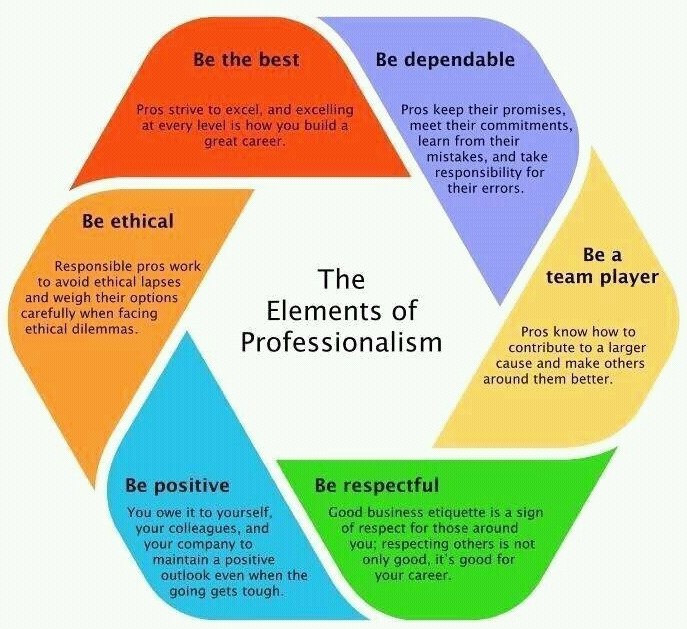 Be the best
Pros strive to excel, and excelling
at every level is how you build a
great career.
Be dependable
Pros keep their promises,
meet their commitments,
learn from their
mistakes, and take
responsibility for
their errors.
Be a
team player
Pros know how to
contribute to a larger
cause and make others
around them better.
Be respectful
Good business etiquette is a sign
of respect for those around
you; respecting others is not
only good, it's good for
your career.
Be positive
You owe it to yourself,
your colleagues, and
your company to
maintain a positive
outlook even when the
going gets tough.
Be ethical
Responsible pros work
to avoid ethical lapses
and weigh their options
carefully when facing
ethical dilemmas.
The
Elements of
Professionalism